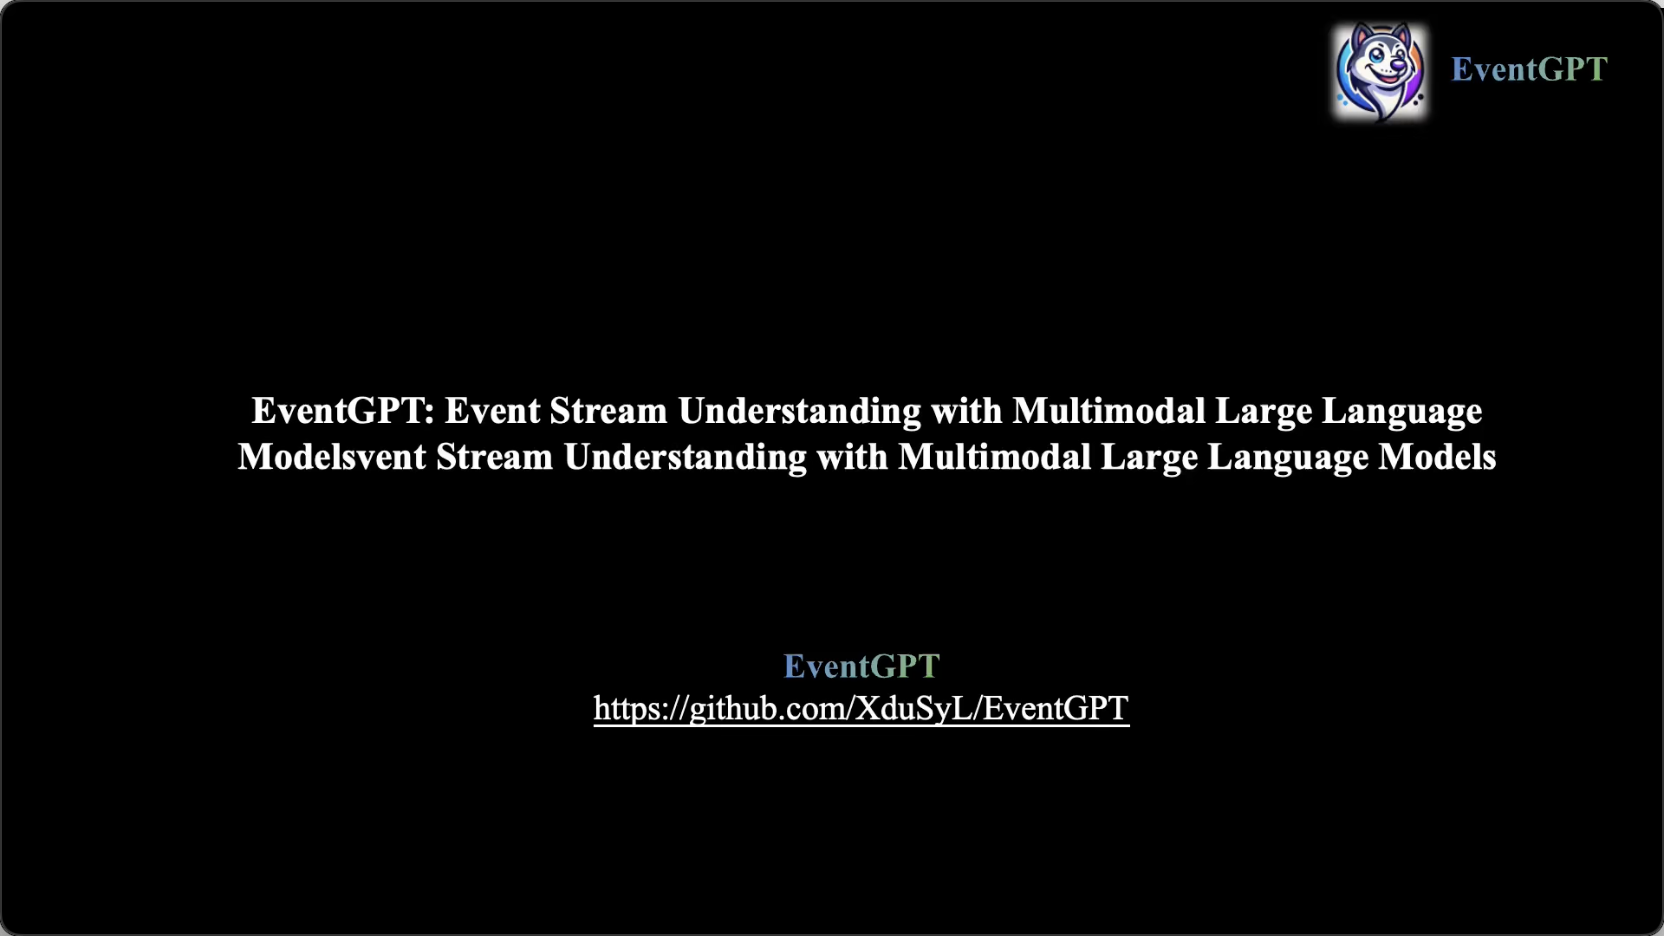 EventGPT
EventGPT: Event Stream Understanding with Multimodal Large Language
Modelsvent Stream Understanding with Multimodal Large Language Models
EventGPT
https://github.com/XduSyL/EventGPT